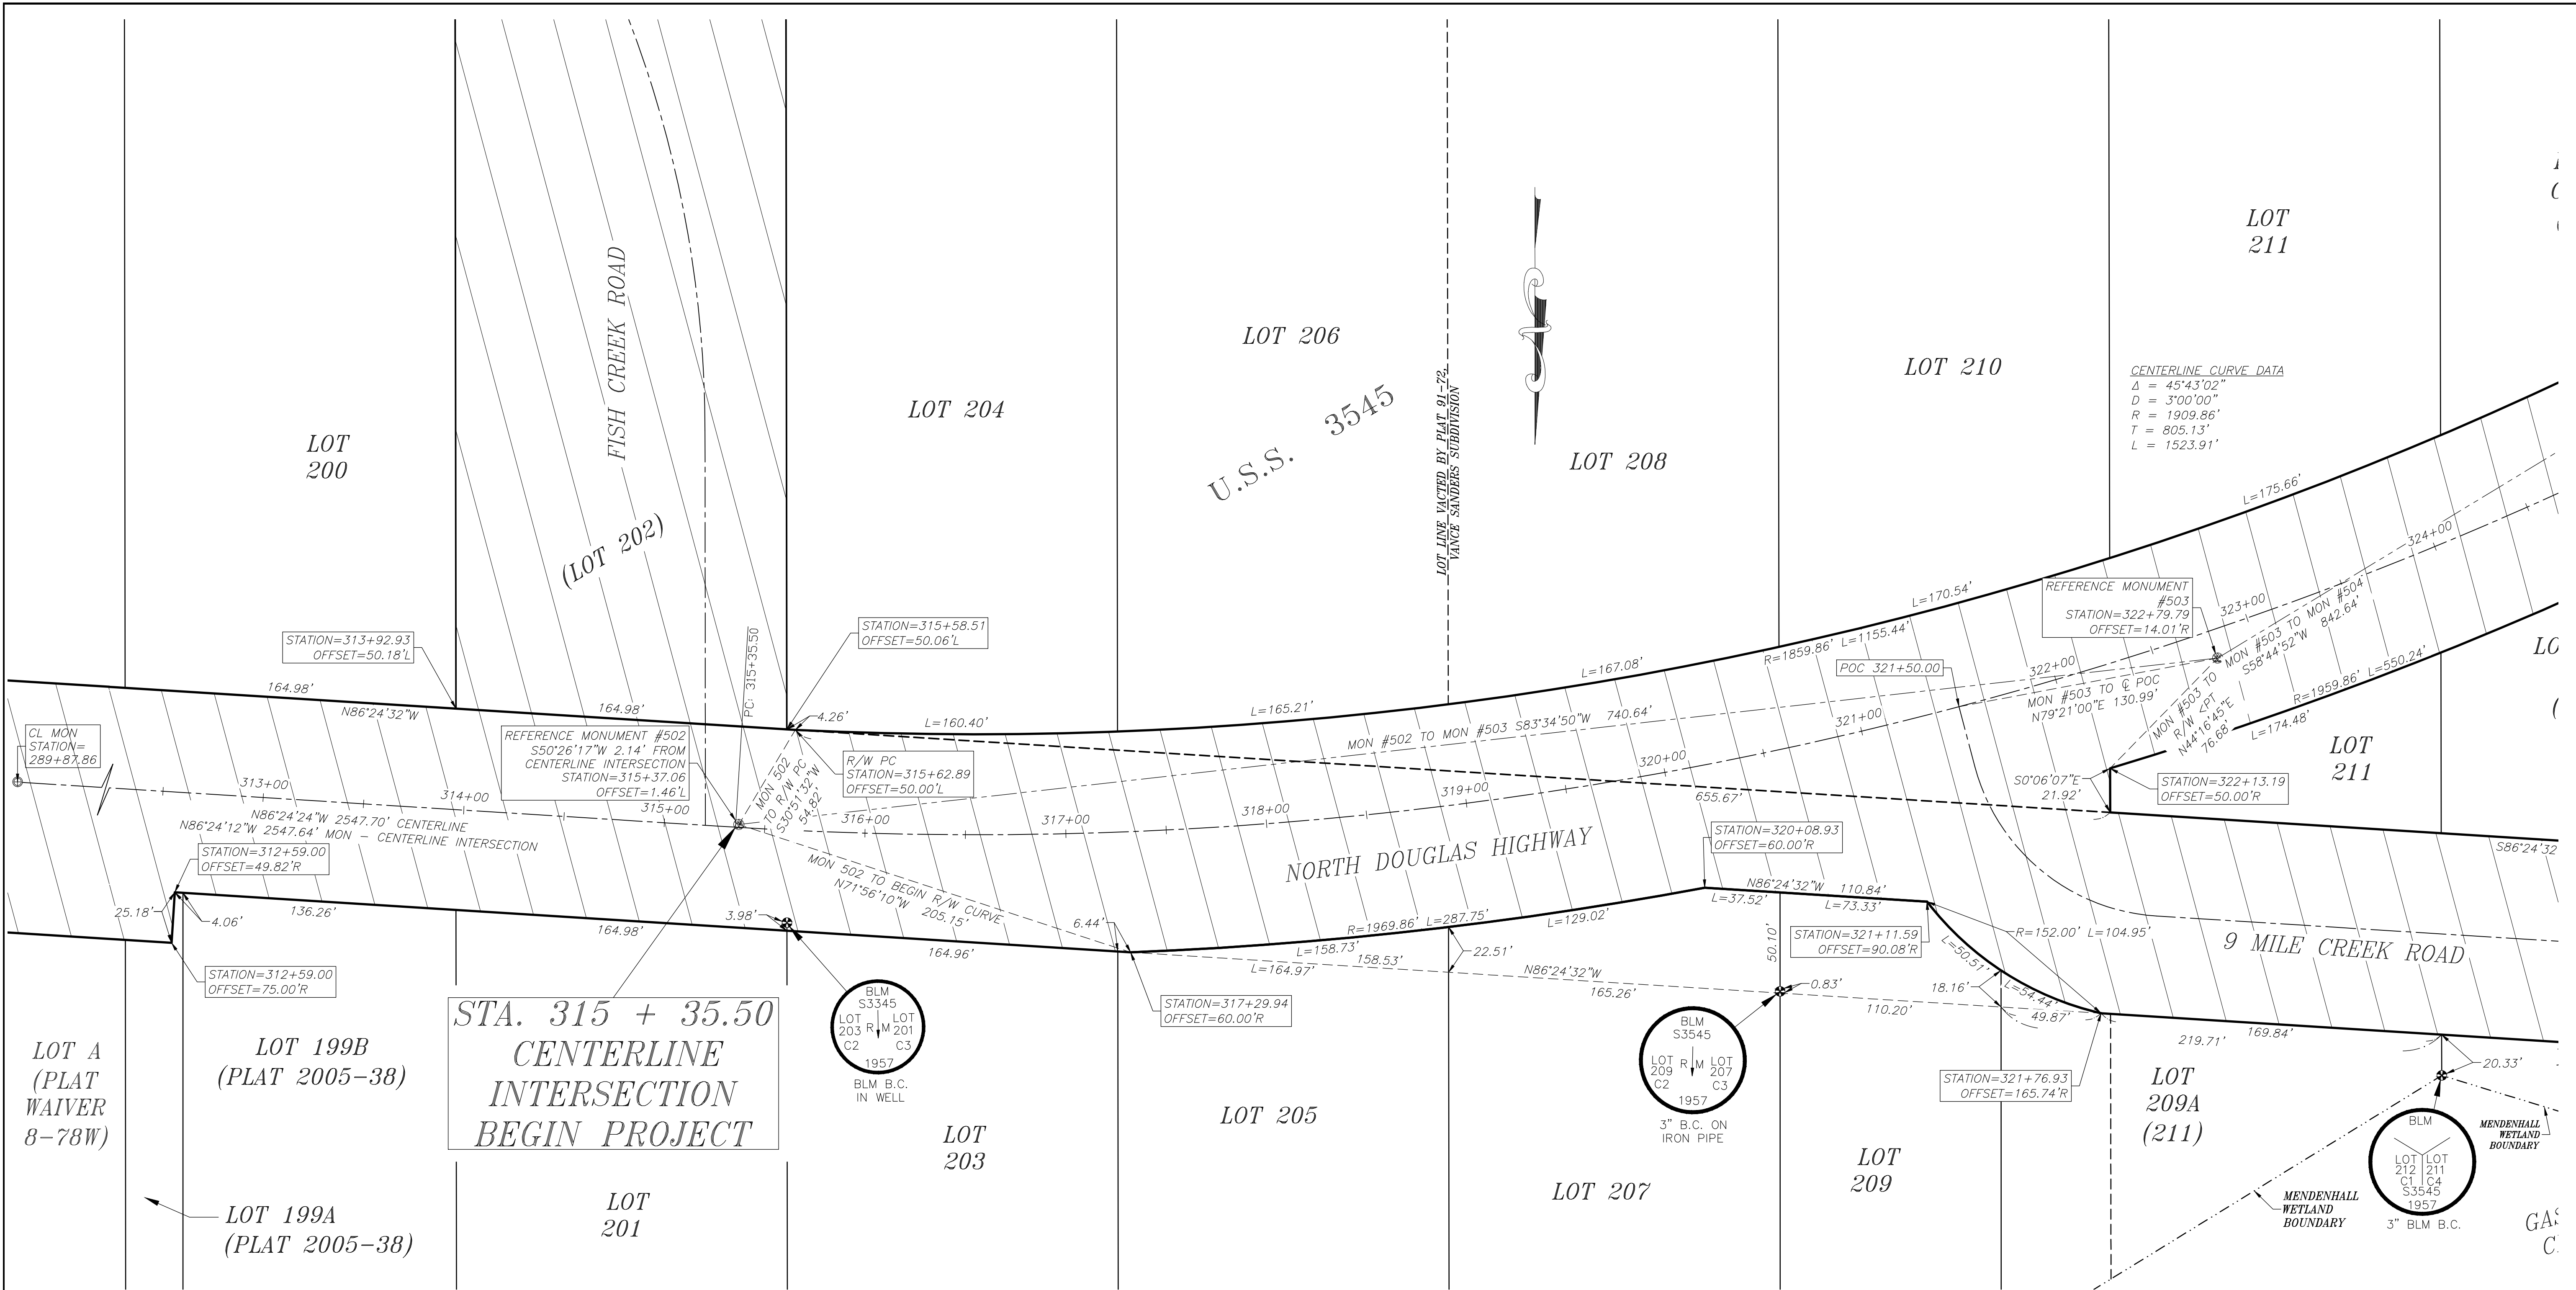 LOT
200
FISH CREEK ROAD
(LOT 202)
LOT 204
LOT 206
U.S.S. 3545
LOT LINE VACTED BY PLAT 91-72,
VANCE SANDERS SUBDIVISION
LOT 208
LOT 210
LOT
211
CENTERLINE CURVE DATA
Δ = 45°43'02"
D = 3°00'00"
R = 1909.86'
T = 805.13'
L = 1523.91'
STATION=313+92.93
OFFSET=50.18'L
164.98'
N86°24'32"W
164.98'
PC: 315+35.50
STATION=315+58.51
OFFSET=50.06'L
4.26'
L=160.40'
L=165.21'
L=167.08'
R=1859.86' L=1155.44'
L=170.54'
L=175.66'
CL MON
STATION=
289+87.86
313+00
314+00
315+00
316+00
317+00
318+00
319+00
320+00
321+00
322+00
323+00
324+00
N86°24'24"W 2547.70' CENTERLINE
N86°24'12"W 2547.64' MON - CENTERLINE INTERSECTION
REFERENCE MONUMENT #502
S50°26'17"W 2.14' FROM
CENTERLINE INTERSECTION
STATION=315+37.06
OFFSET=1.46'L
MON 502
TO R/W PC
S30°51'32"W
54.82'
R/W PC
STATION=315+62.89
OFFSET=50.00'L
MON #502 TO MON #503 S83°34'50"W 740.64'
655.67'
POC 321+50.00
REFERENCE MONUMENT
#503
STATION=322+79.79
OFFSET=14.01'R
MON #503 TO ℄ POC
N79°21'00"E 130.99'
MON #503 TO MON #504
S58°44'52"W 842.64'
MON #503 TO
R/W <PT
N44°16'45"E
76.68'
R=1959.86' L=550.24'
L=174.48'
S0°06'07"E
21.92'
STATION=322+13.19
OFFSET=50.00'R
LOT
211
S86°24'32
STATION=312+59.00
OFFSET=49.82'R
25.18'
4.06'
136.26'
STATION=312+59.00
OFFSET=75.00'R
164.98'
3.98'
MON 502 TO BEGIN R/W CURVE
N71°56'10"W 205.15'
164.96'
6.44'
NORTH DOUGLAS HIGHWAY
R=1969.86' L=287.75'
L=158.73'
L=129.02'
L=164.97'
158.53'
22.51'
N86°24'32"W
165.26'
STATION=317+29.94
OFFSET=60.00'R
STATION=320+08.93
OFFSET=60.00'R
N86°24'32"W 110.84'
L=37.52'
L=73.33'
50.10'
0.83'
110.20'
STATION=321+11.59
OFFSET=90.08'R
R=152.00' L=104.95'
L=50.51'
L=54.44'
18.16'
49.87'
STATION=321+76.93
OFFSET=165.74'R
9 MILE CREEK ROAD
219.71'
169.84'
20.33'
LOT A
(PLAT
WAIVER
8-78W)
LOT 199B
(PLAT 2005-38)
LOT 199A
(PLAT 2005-38)
STA. 315 + 35.50
CENTERLINE
INTERSECTION
BEGIN PROJECT
LOT
201
BLM
S3345
LOT LOT
203 R M 201
C2 C3
1957
BLM B.C.
IN WELL
LOT
203
LOT 205
LOT 207
BLM
S3545
LOT R M LOT
209 207
C2 C3
1957
3" B.C. ON
IRON PIPE
LOT
209
LOT
209A
(211)
MENDENHALL
WETLAND
BOUNDARY
BLM
LOT LOT
212 211
C1 C4
S3545
1957
3" BLM B.C.
MENDENHALL
WETLAND
BOUNDARY